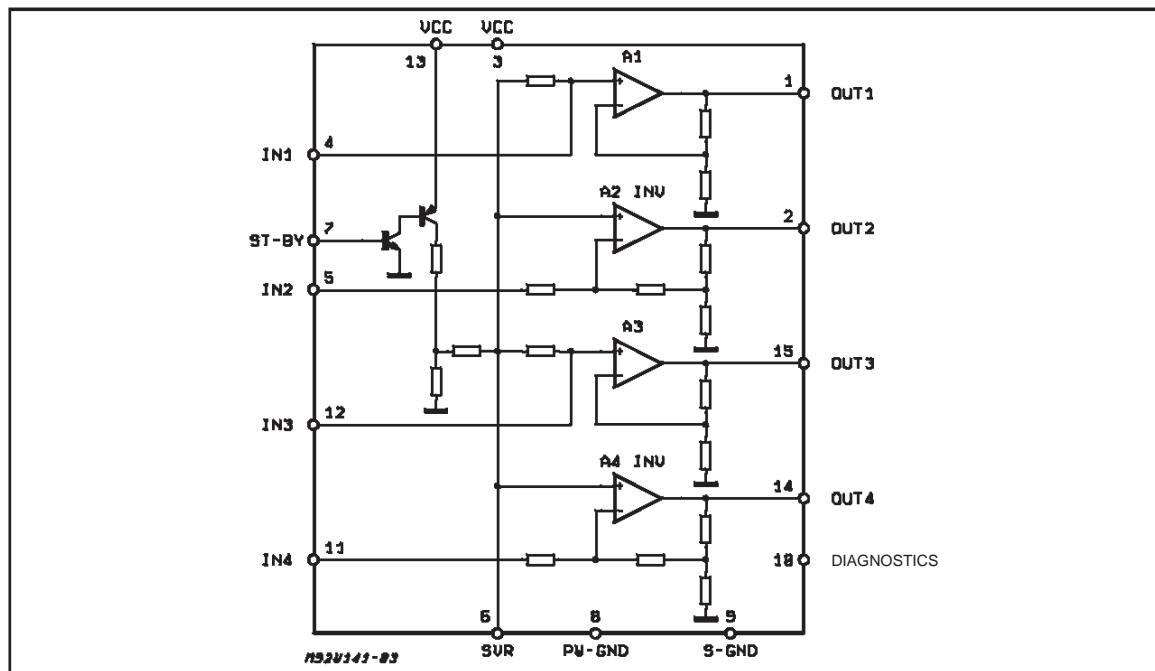 VCC VCC
13 3
A1
1 OUT1
+
-
4
IN1
A2 INV
2 OUT2
+
-
7
ST-BY
5
IN2
A3
15 OUT3
+
-
12
IN3
A4 INV
14 OUT4
+
-
11
IN4
10 DIAGNOSTICS
6 8 9
SVR PW-GND S-GND
M92W141-03